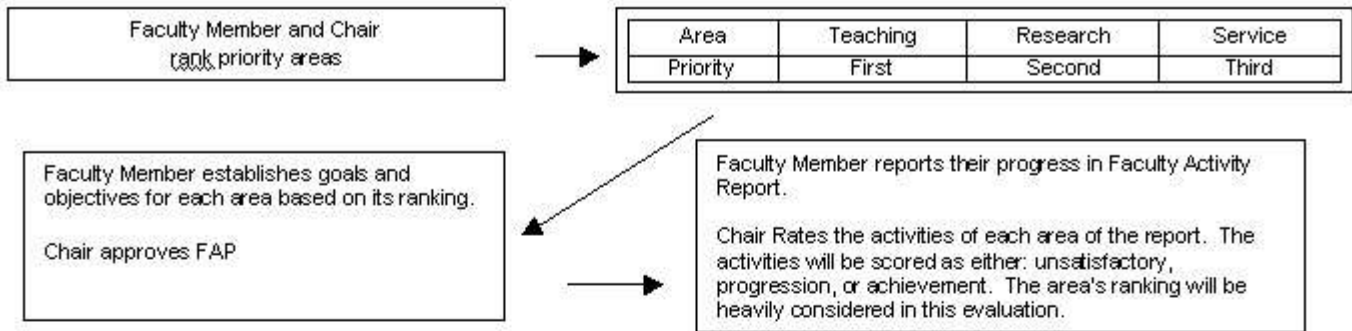 Faculty Member and Chair
rank priority areas
Area Teaching Research Service
Priority First Second Third
Faculty Member establishes goals and
objectives for each area based on its ranking.
Chair approves FAP
Faculty Member reports their progress in Faculty Activity
Report.
Chair Rates the activities of each area of the report. The
activities will be scored as either: unsatisfactory,
progression, or achievement. The area's ranking will be
heavily considered in this evaluation.